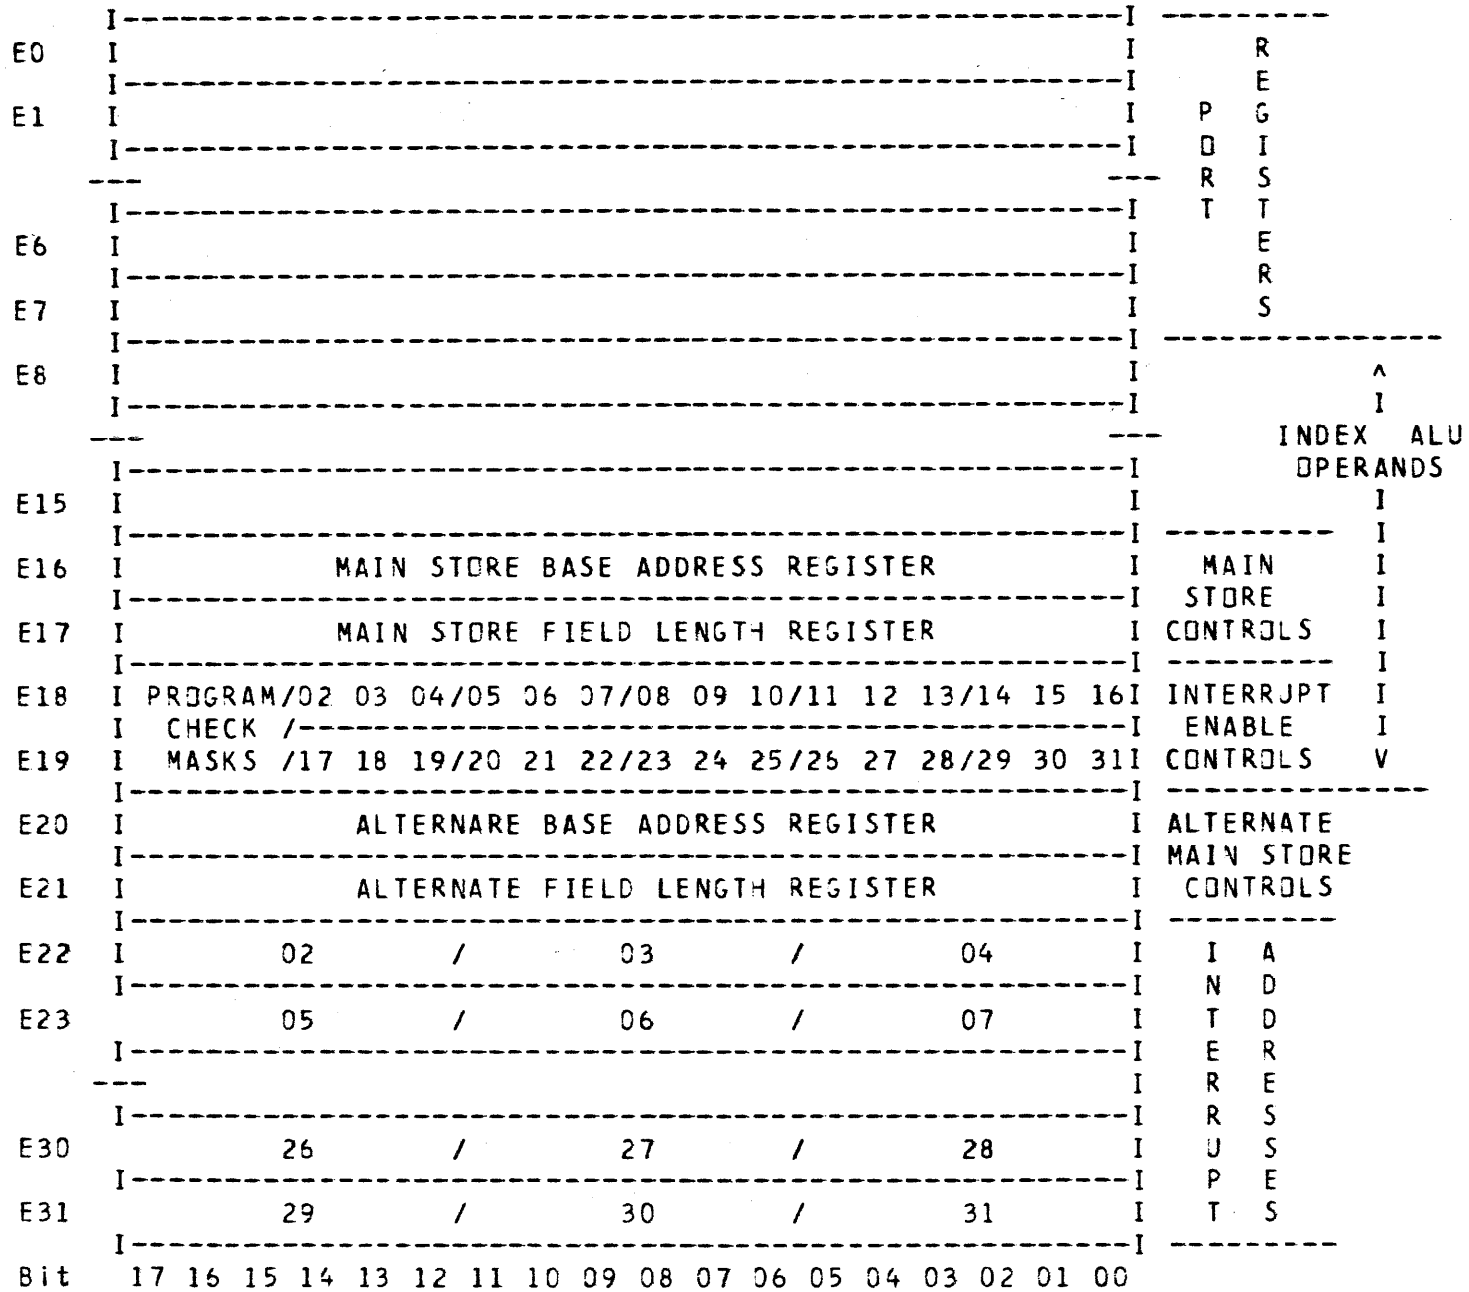 I-----------------------------------------------------I ---------
E0 I I R
I-----------------------------------------------------I E
E1 I I P G
I-----------------------------------------------------I O I
--- --- R S
I-----------------------------------------------------I T T
E6 I I E
I-----------------------------------------------------I R
E7 I I S
I-----------------------------------------------------I ---------------
E8 I I ^
I-----------------------------------------------------I I
--- --- INDEX ALU
I-----------------------------------------------------I OPERANDS
E15 I I I
I-----------------------------------------------------I --------- I
E16 I MAIN STORE BASE ADDRESS REGISTER I MAIN I
I-----------------------------------------------------I STORE I
E17 I MAIN STORE FIELD LENGTH REGISTER I CONTROLS I
I-----------------------------------------------------I --------- I
E18 I PROGRAM/02 03 04/05 06 07/08 09 10/11 12 13/14 15 16I INTERRUPT I
I CHECK /--------------------------------------------I ENABLE I
E19 I MASKS /17 18 19/20 21 22/23 24 25/26 27 28/29 30 31I CONTROLS V
I-----------------------------------------------------I --------------
E20 I ALTERNARE BASE ADDRESS REGISTER I ALTERNATE
I-----------------------------------------------------I MAIN STORE
E21 I ALTERNATE FIELD LENGTH REGISTER I CONTROLS
I-----------------------------------------------------I ---------
E22 I 02 / 03 / 04 I I A
I-----------------------------------------------------I N D
E23 05 / 06 / 07 I T D
I-----------------------------------------------------I E R
--- I R E
I-----------------------------------------------------I R S
E30 26 / 27 / 28 I U S
I-----------------------------------------------------I P E
E31 29 / 30 / 31 I T S
I-----------------------------------------------------I ---------
Bit 17 16 15 14 13 12 11 10 09 08 07 06 05 04 03 02 01 00